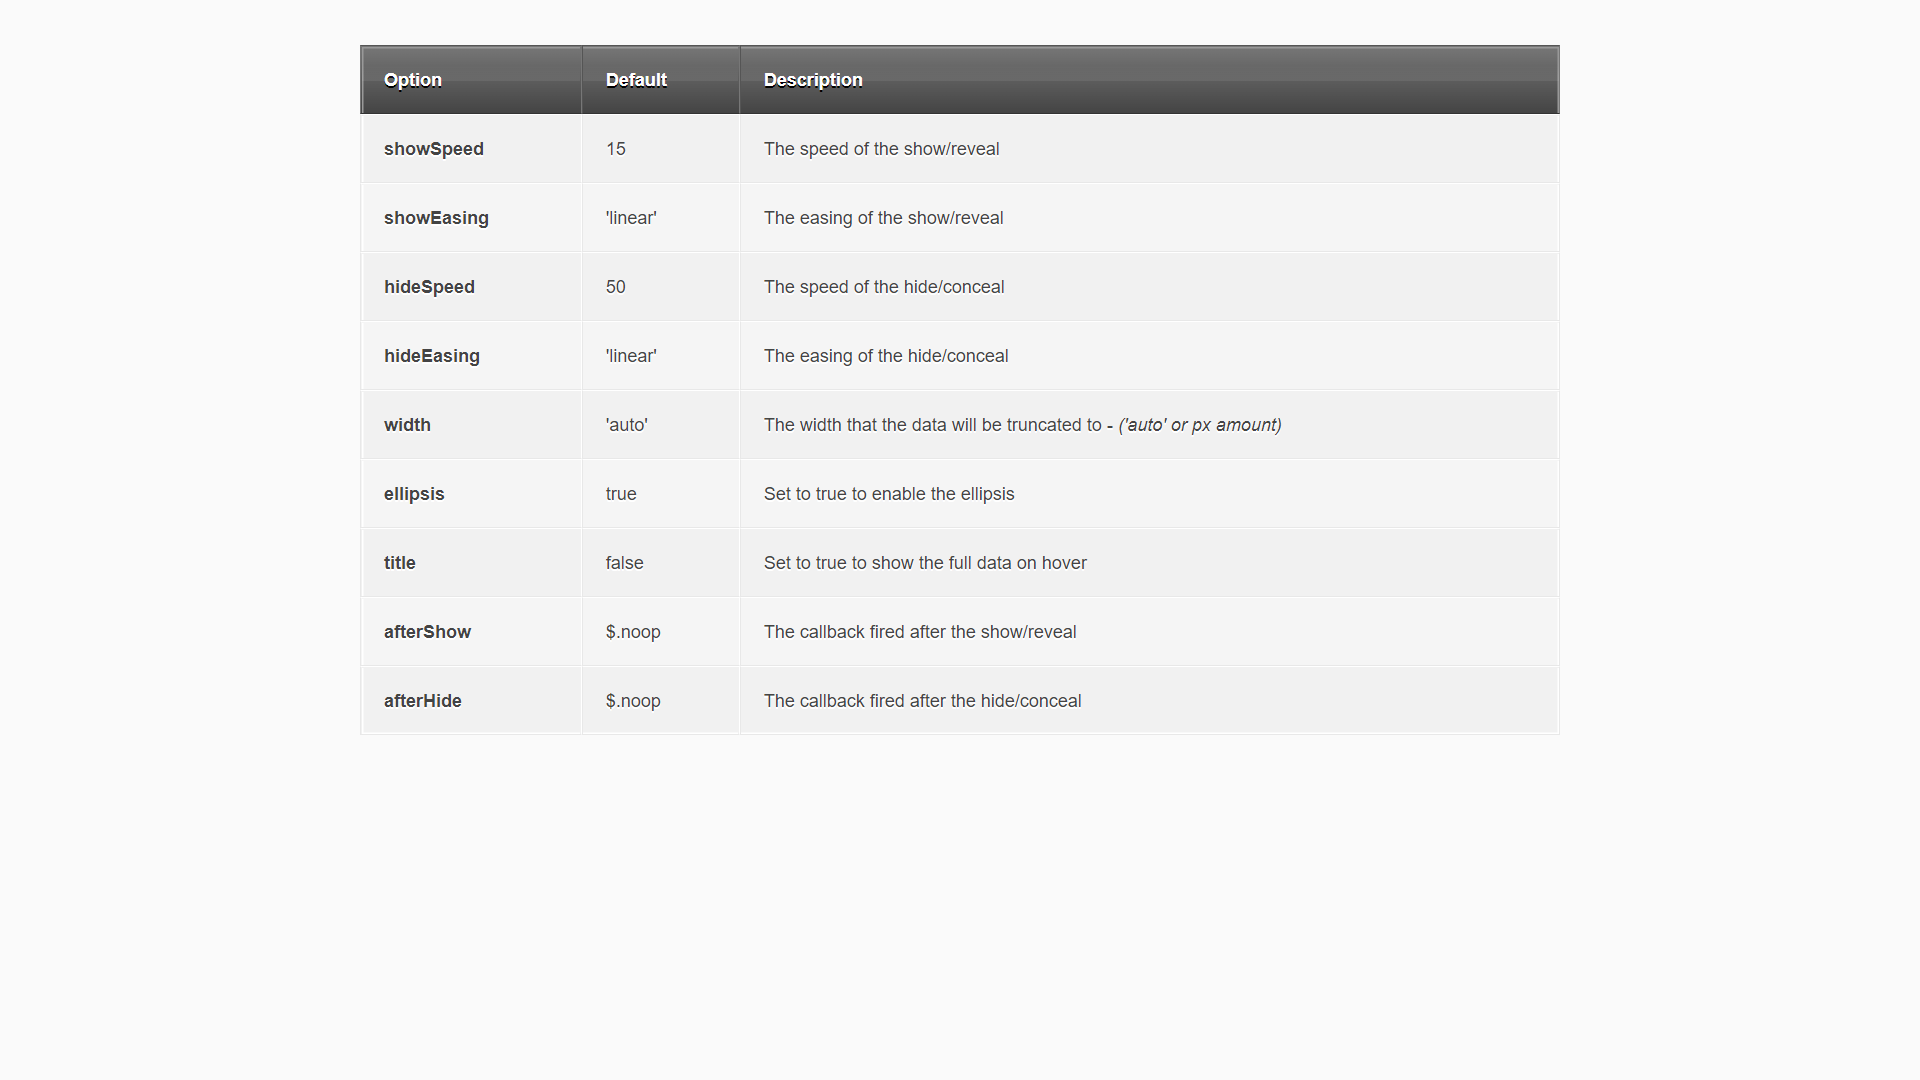 Option Default Description
showSpeed 15 The speed of the show/reveal
showEasing 'linear' The easing of the show/reveal
hideSpeed 50 The speed of the hide/conceal
hideEasing 'linear' The easing of the hide/conceal
width 'auto' The width that the data will be truncated to - ('auto' or px amount)
ellipsis true Set to true to enable the ellipsis
title false Set to true to show the full data on hover
afterShow $.noop The callback fired after the show/reveal
afterHide $.noop The callback fired after the hide/conceal